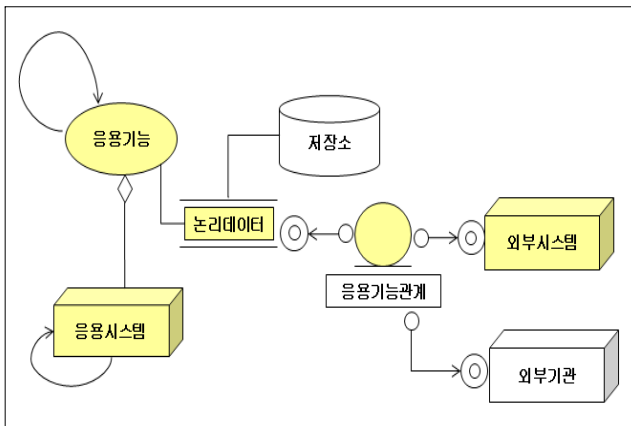 응용기능
저장소
논리데이터
외부시스템
응용기능관계
응용시스템
외부기관